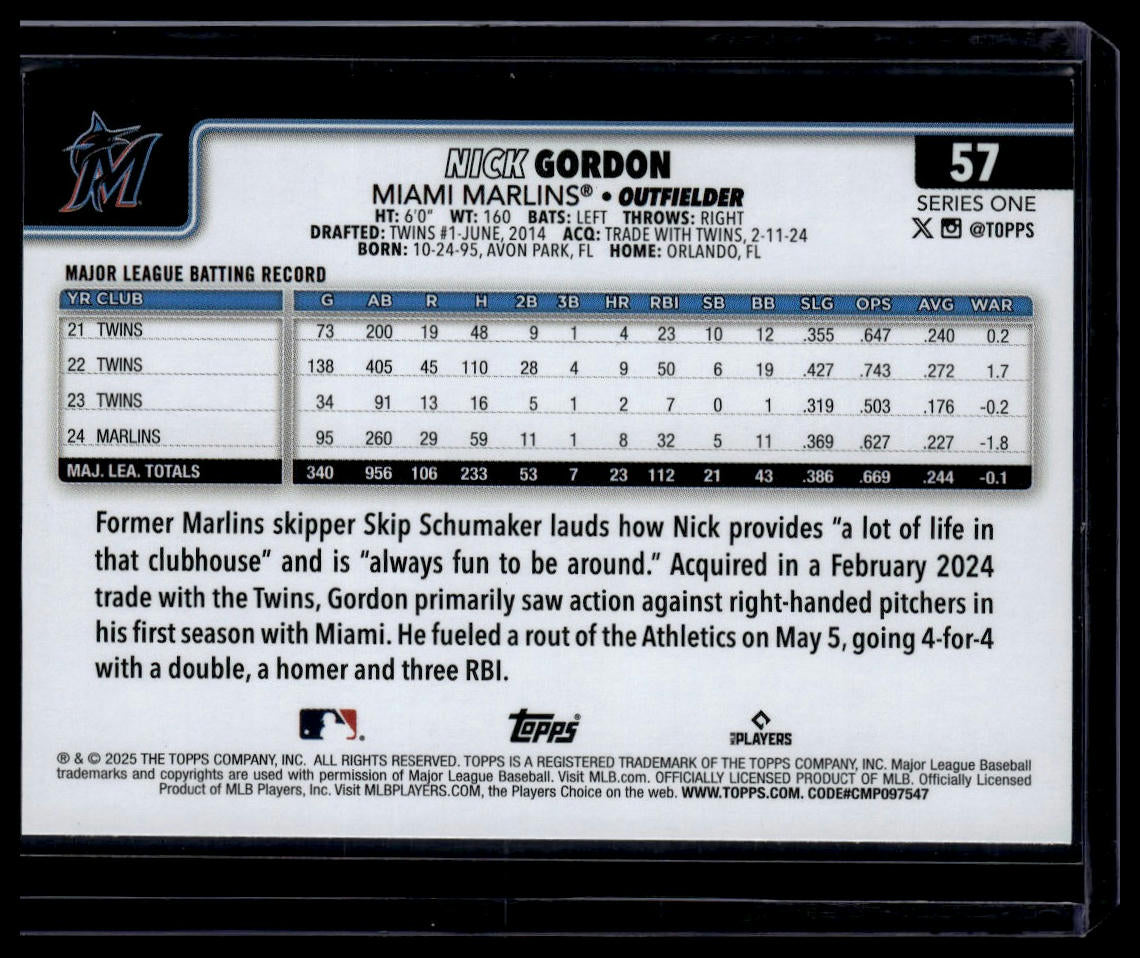 M
NICK GORDON
57
MIAMI MARLINS® • OUTFIELDER
SERIES ONE
HT: 6'0" WT: 160 BATS: LEFT THROWS: RIGHT
X @TOPPS
DRAFTED: TWINS #1-JUNE, 2014 ACQ: TRADE WITH TWINS, 2-11-24
BORN: 10-24-95, AVON PARK, FL HOME: ORLANDO, FL
MAJOR LEAGUE BATTING RECORD
YR CLUB G AB R H 2B 3B HR RBI SB BB SLG OPS AVG WAR
21 TWINS 73 200 19 48 9 1 4 23 10 12 .355 .647 .240 0.2
22 TWINS 138 405 45 110 28 4 9 50 6 19 .427 .743 .272 1.7
23 TWINS 34 91 13 16 5 1 2 7 0 1 .319 .503 .176 -0.2
24 MARLINS 95 260 29 59 11 1 8 32 5 11 .369 .627 .227 -1.8
MAJ. LEA. TOTALS 340 956 106 233 53 7 23 112 21 43 .386 .669 .244 -0.1
Former Marlins skipper Skip Schumaker lauds how Nick provides "a lot of life in
that clubhouse" and is "always fun to be around." Acquired in a February 2024
trade with the Twins, Gordon primarily saw action against right-handed pitchers in
his first season with Miami. He fueled a rout of the Athletics on May 5, going 4-for-4
with a double, a homer and three RBI.
Topps®
MLB PLAYERS
® & © 2025 THE TOPPS COMPANY, INC. ALL RIGHTS RESERVED. TOPPS IS A REGISTERED TRADEMARK OF THE TOPPS COMPANY, INC. Major League Baseball
trademarks and copyrights are used with permission of Major League Baseball. Visit MLB.com. OFFICIALLY LICENSED PRODUCT OF MLB. Officially Licensed
Product of MLB Players, Inc. Visit MLBPLAYERS.COM, the Players Choice on the web. WWW.TOPPS.COM. CODE#CMP097547